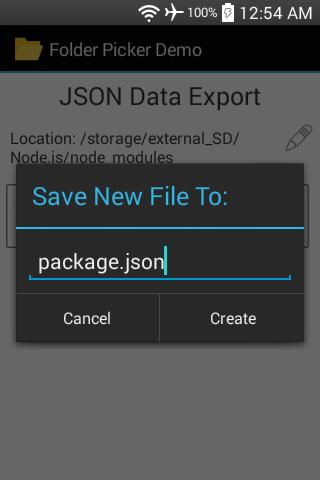 100% 12:54 AM
Folder Picker Demo
JSON Data Export
Location: /storage/external_SD/
Node.js/node_modules
Save New File To:
package.json
Cancel Create